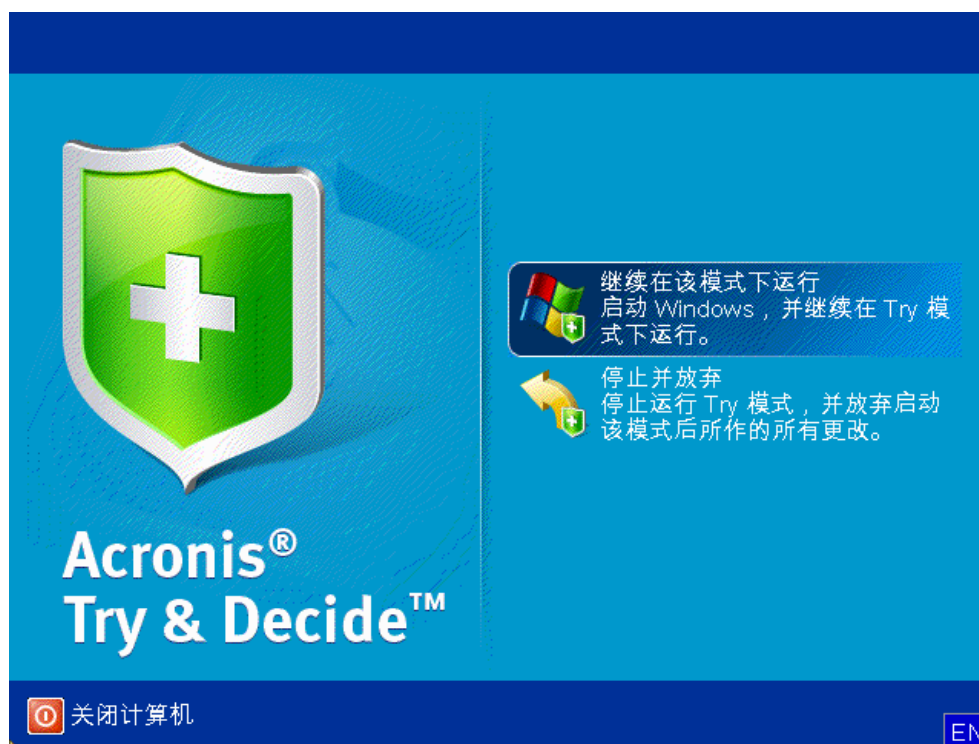 继续在该模式下运行
启动 Windows，并继续在 Try 模
式下运行。
停止并放弃
停止运行 Try 模式，并放弃启动
该模式后所作的所有更改。
Acronis®
Try & Decide™
关闭计算机
EN